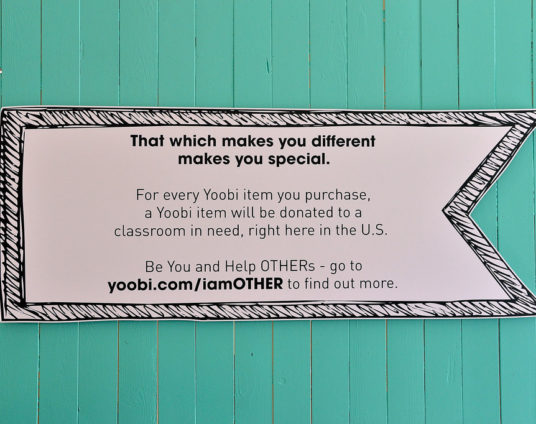 That which makes you different
makes you special.
For every Yoobi item you purchase,
a Yoobi item will be donated to a
classroom in need, right here in the U.S.
Be You and Help OTHERs - go to
yoobi.com/iamOTHER to find out more.